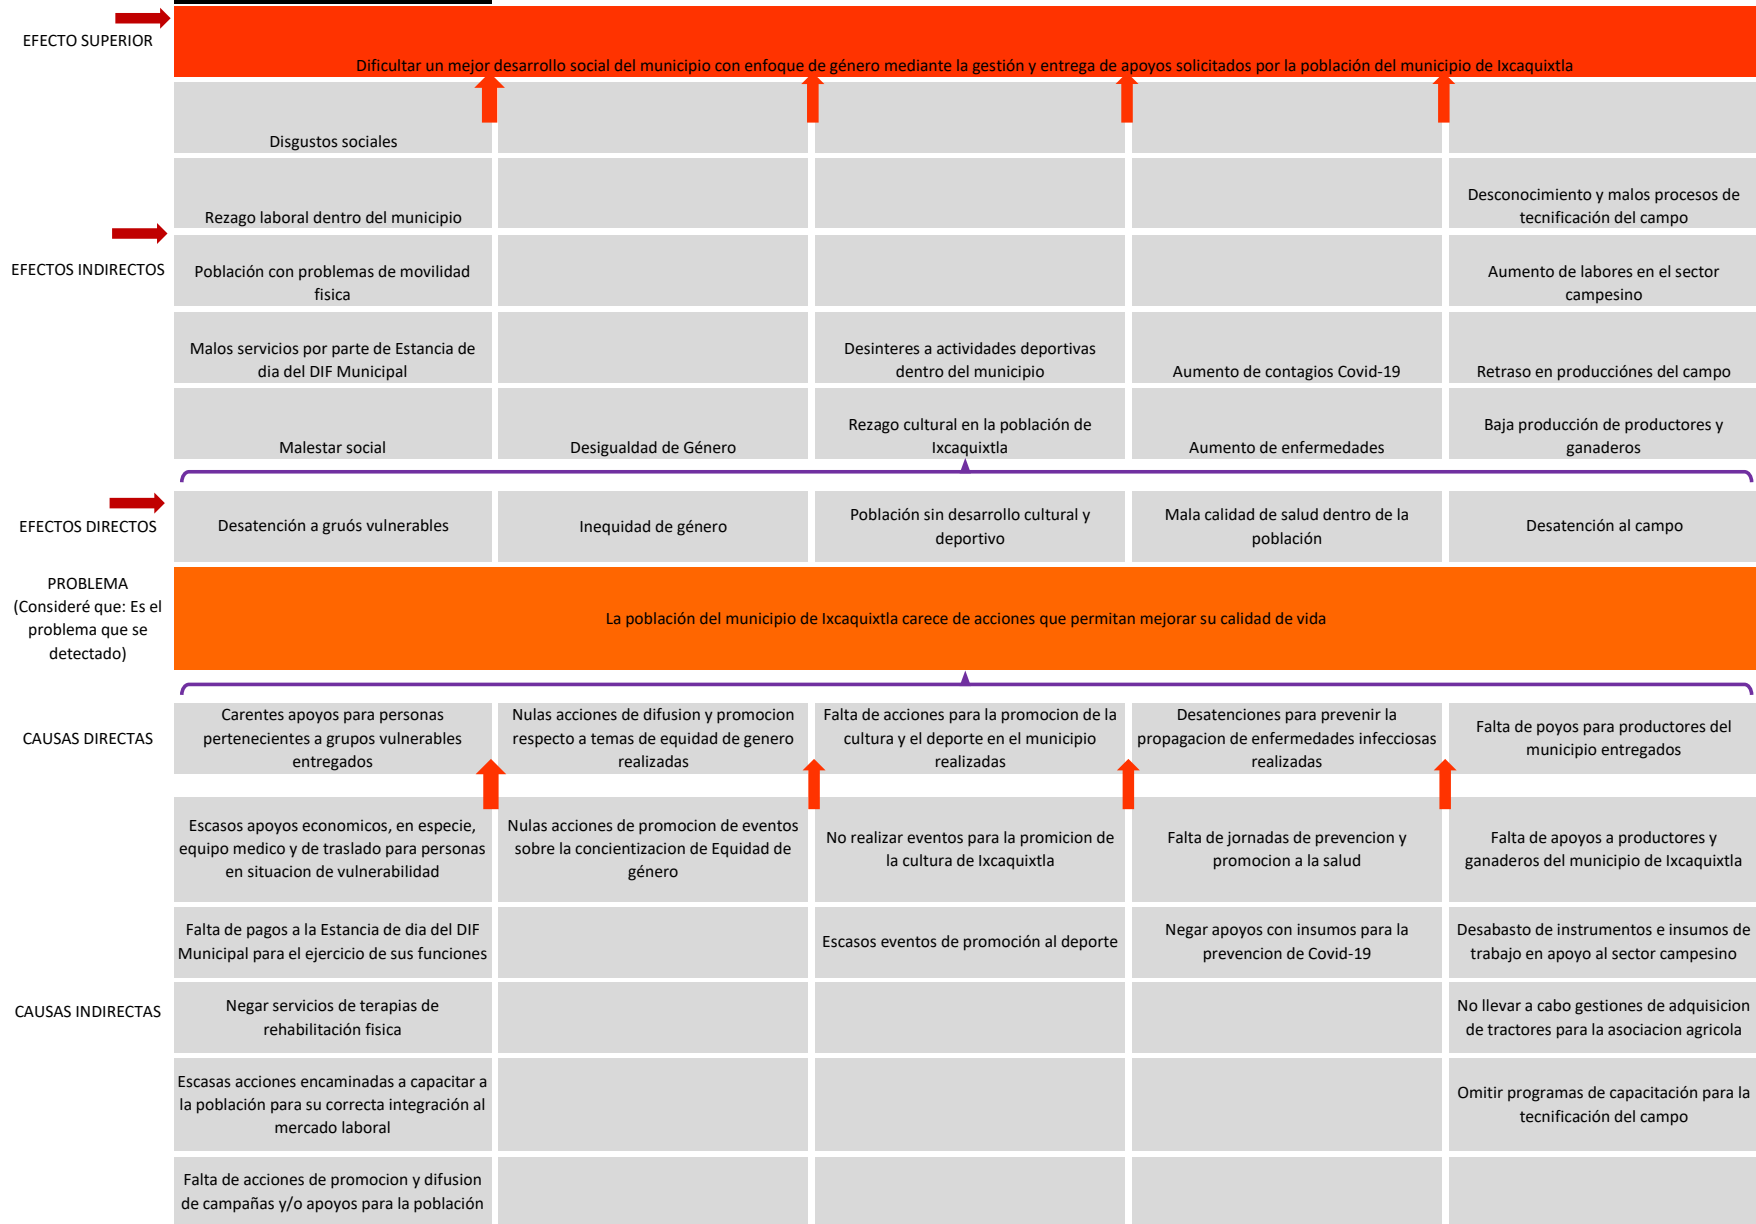 EFECTO SUPERIOR
Dificultar un mejor desarrollo social del municipio con enfoque de género mediante la gestión y entrega de apoyos solicitados por la población del municipio de Ixcaquixtla
Disgustos sociales
Rezago laboral dentro del municipio
Desconocimiento y malos procesos de
tecnificación del campo
EFECTOS INDIRECTOS
Población con problemas de movilidad
fisica
Aumento de labores en el sector
campesino
Malos servicios por parte de Estancia de
dia del DIF Municipal
Desinteres a actividades deportivas
dentro del municipio
Aumento de contagios Covid-19
Retraso en producciónes del campo
Malestar social
Desigualdad de Género
Rezago cultural en la población de
Ixcaquixtla
Aumento de enfermedades
Baja producción de productores y
ganaderos
EFECTOS DIRECTOS
Desatención a gruós vulnerables
Inequidad de género
Población sin desarrollo cultural y
deportivo
Mala calidad de salud dentro de la
población
Desatención al campo
PROBLEMA
(Consideré que: Es el
problema que se
detectado)
La población del municipio de Ixcaquixtla carece de acciones que permitan mejorar su calidad de vida
CAUSAS DIRECTAS
Carentes apoyos para personas
pertenecientes a grupos vulnerables
entregados
Nulas acciones de difusion y promocion
respecto a temas de equidad de genero
realizadas
Falta de acciones para la promocion de la
cultura y el deporte en el municipio
realizadas
Desatenciones para prevenir la
propagacion de enfermedades infecciosas
realizadas
Falta de poyos para productores del
municipio entregados
Escasos apoyos economicos, en especie,
equipo medico y de traslado para personas
en situacion de vulnerabilidad
Nulas acciones de promocion de eventos
sobre la concientizacion de Equidad de
género
No realizar eventos para la promicion de
la cultura de Ixcaquixtla
Falta de jornadas de prevencion y
promocion a la salud
Falta de apoyos a productores y
ganaderos del municipio de Ixcaquixtla
Falta de pagos a la Estancia de dia del DIF
Municipal para el ejercicio de sus funciones
Escasos eventos de promoción al deporte
Negar apoyos con insumos para la
prevencion de Covid-19
Desabasto de instrumentos e insumos de
trabajo en apoyo al sector campesino
CAUSAS INDIRECTAS
Negar servicios de terapias de
rehabilitación fisica
No llevar a cabo gestiones de adquisicion
de tractores para la asociacion agricola
Escasas acciones encaminadas a capacitar a
la población para su correcta integración al
mercado laboral
Omitir programas de capacitación para la
tecnificación del campo
Falta de acciones de promocion y difusion
de campañas y/o apoyos para la población